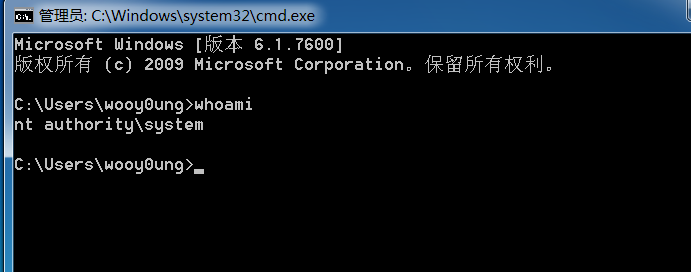 管理员: C:\Windows\system32\cmd.exe
Microsoft Windows [版本 6.1.7600]
版权所有 (c) 2009 Microsoft Corporation。保留所有权利。
C:\Users\wooy0ung>whoami
nt authority\system
C:\Users\wooy0ung>_